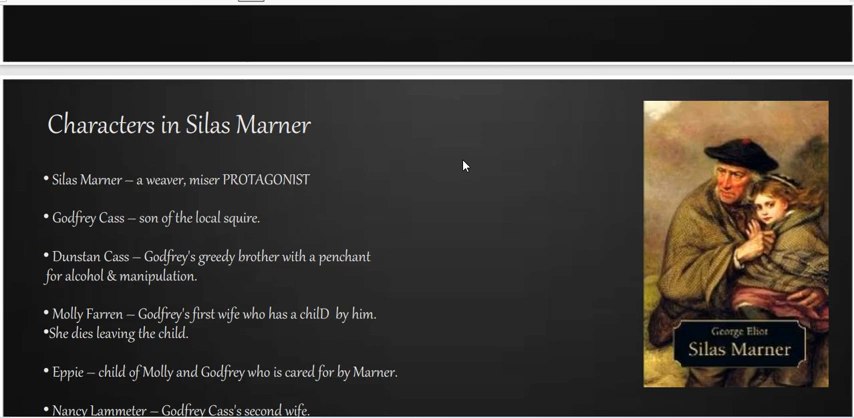 Characters in Silas Marner
• Silas Marner – a weaver, miser PROTAGONIST
• Godfrey Cass – son of the local squire.
• Dunstan Cass – Godfrey's greedy brother with a penchant
for alcohol & manipulation.
• Molly Farren – Godfrey's first wife who has a chilD by him.
•She dies leaving the child.
• Eppie – child of Molly and Godfrey who is cared for by Marner.
• Nancy Lammeter – Godfrey Cass's second wife.
George Eliot
Silas Marner